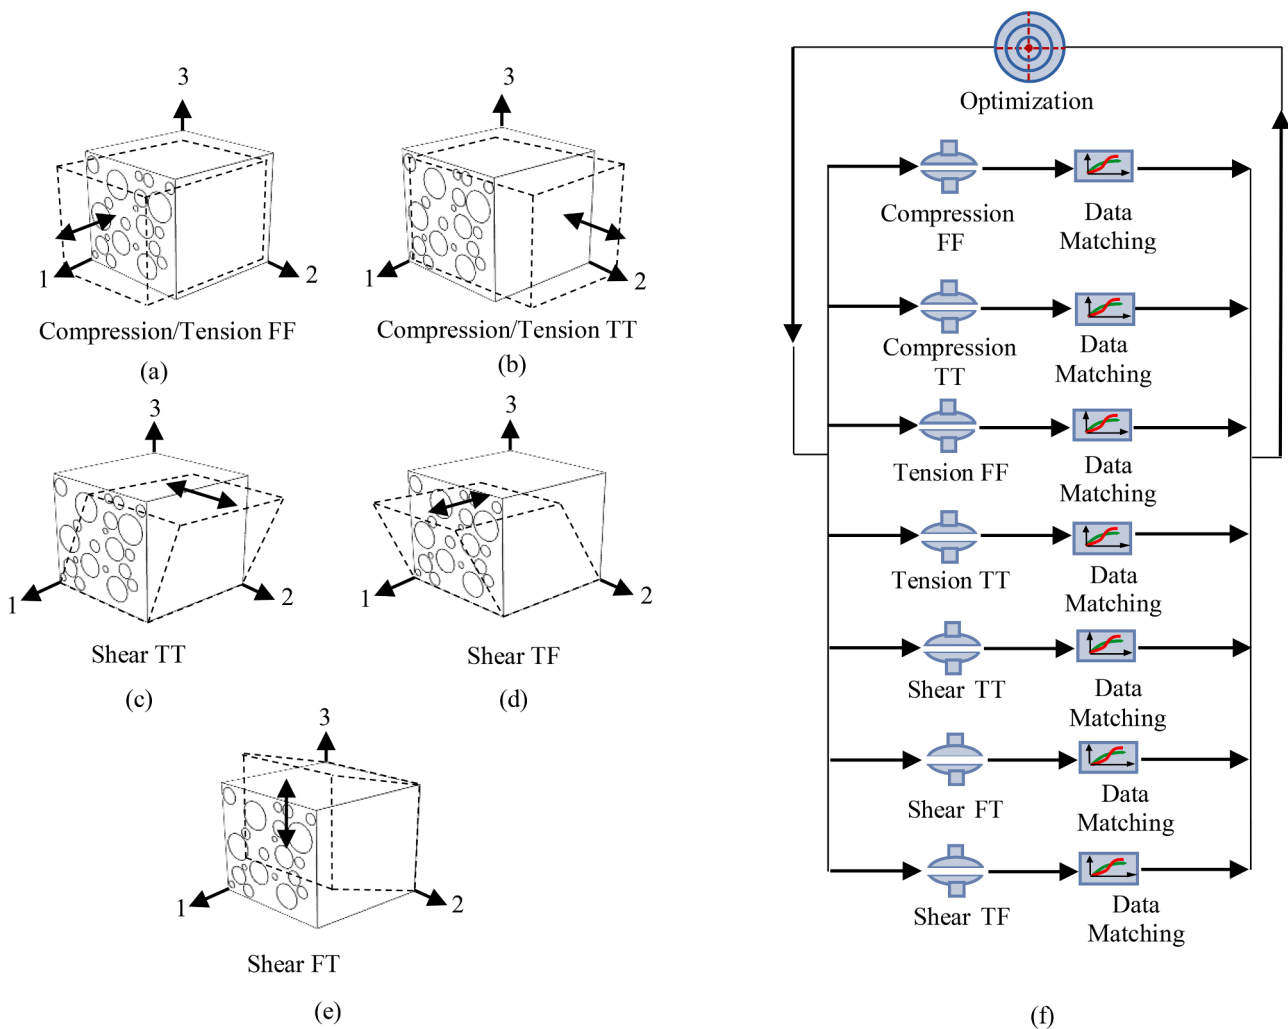 3
1
2
Compression/Tension FF
(a)
3
1
2
Compression/Tension TT
(b)
3
1
2
Shear TT
(c)
3
1
2
Shear TF
(d)
3
1
2
Shear FT
(e)
Optimization
Compression
FF
Data
Matching
Compression
TT
Data
Matching
Tension FF
Data
Matching
Tension TT
Data
Matching
Shear TT
Data
Matching
Shear FT
Data
Matching
Shear TF
Data
Matching
(f)